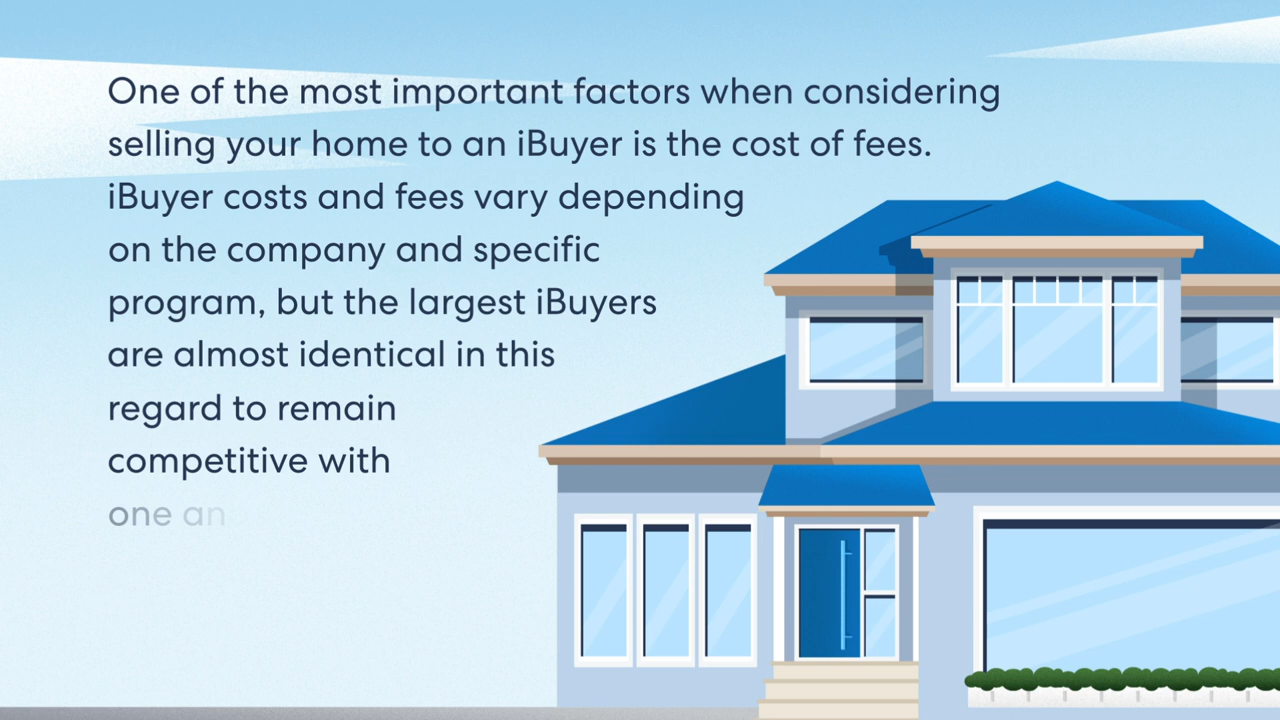 One of the most important factors when considering
selling your home to an iBuyer is the cost of fees.
iBuyer costs and fees vary depending
on the company and specific
program, but the largest iBuyers
are almost identical in this
regard to remain
competitive with
one an